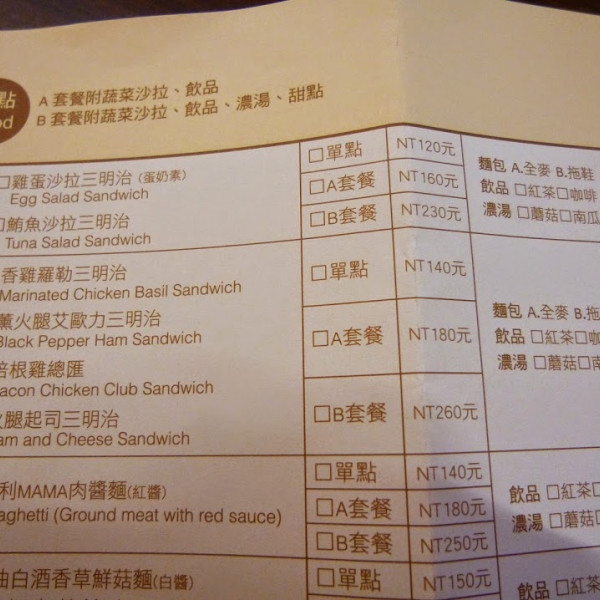 點
od
A 套餐附蔬菜沙拉、飲品
B 套餐附蔬菜沙拉、飲品、濃湯、甜點
□雞蛋沙拉三明治 (蛋奶素)
Egg Salad Sandwich
□鮪魚沙拉三明治
Tuna Salad Sandwich
□單點 NT120元
□A套餐 NT160元
□B套餐 NT230元
麵包 A.全麥 B.拖鞋
飲品 □紅茶□咖啡
濃湯 □蘑菇□南瓜
香雞羅勒三明治
Marinated Chicken Basil Sandwich
薰火腿艾歐力三明治
Black Pepper Ham Sandwich
培根雞總匯
acon Chicken Club Sandwich
火腿起司三明治
am and Cheese Sandwich
□單點 NT140元
□A套餐 NT180元
□B套餐 NT260元
麵包 A.全麥 B.拖
飲品 □紅茶□咖
濃湯 □蘑菇□南
利MAMA肉醬麵(紅醬)
aghetti (Ground meat with red sauce)
□單點 NT140元
□A套餐 NT180元
□B套餐 NT250元
飲品 □紅茶□
濃湯 □蘑菇□
油白酒香草鮮菇麵(白醬)
□單點 NT150元
飲品 □紅茶